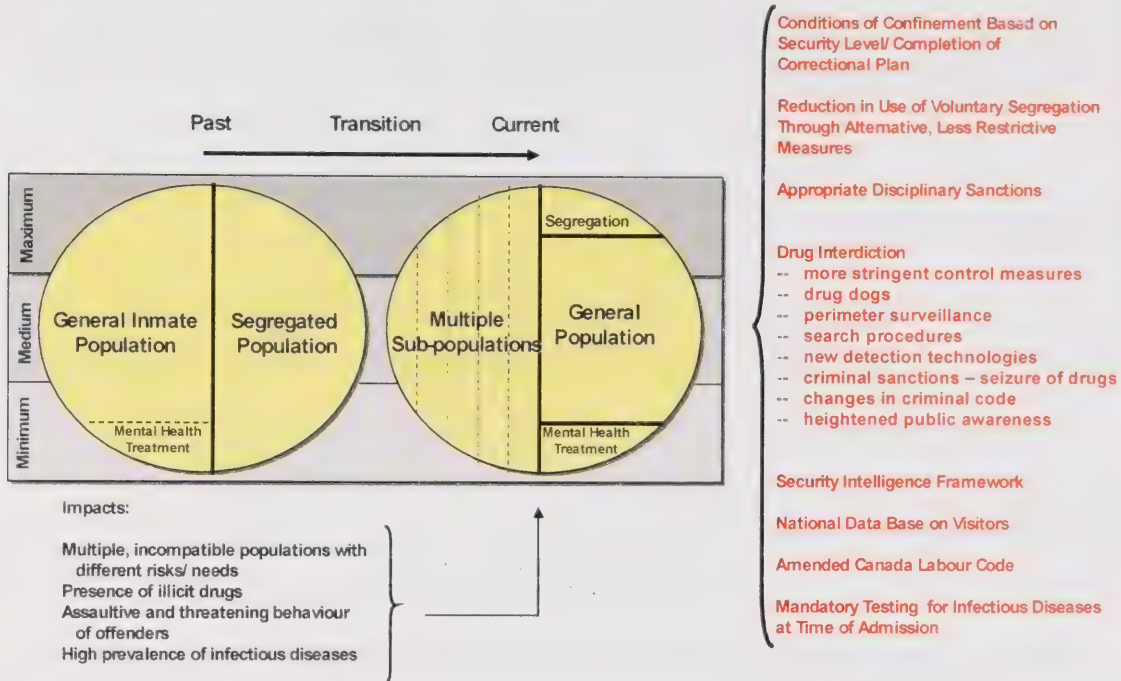 Past
Transition
Current
Maximum
Medium
Minimum
General Inmate
Population
Segregated
Population
Mental Health
Treatment
Multiple
Sub-populations
Segregation
General
Population
Mental Health
Treatment
Impacts:
Multiple, incompatible populations with
different risks/ needs
Presence of illicit drugs
Assaultive and threatening behaviour
of offenders
High prevalence of infectious diseases
Conditions of Confinement Based on
Security Level/ Completion of
Correctional Plan
Reduction in Use of Voluntary Segregation
Through Alternative, Less Restrictive
Measures
Appropriate Disciplinary Sanctions
Drug Interdiction
-- more stringent control measures
-- drug dogs
-- perimeter surveillance
-- search procedures
-- new detection technologies
-- criminal sanctions – seizure of drugs
-- changes in criminal code
-- heightened public awareness
Security Intelligence Framework
National Data Base on Visitors
Amended Canada Labour Code
Mandatory Testing for Infectious Diseases
at Time of Admission